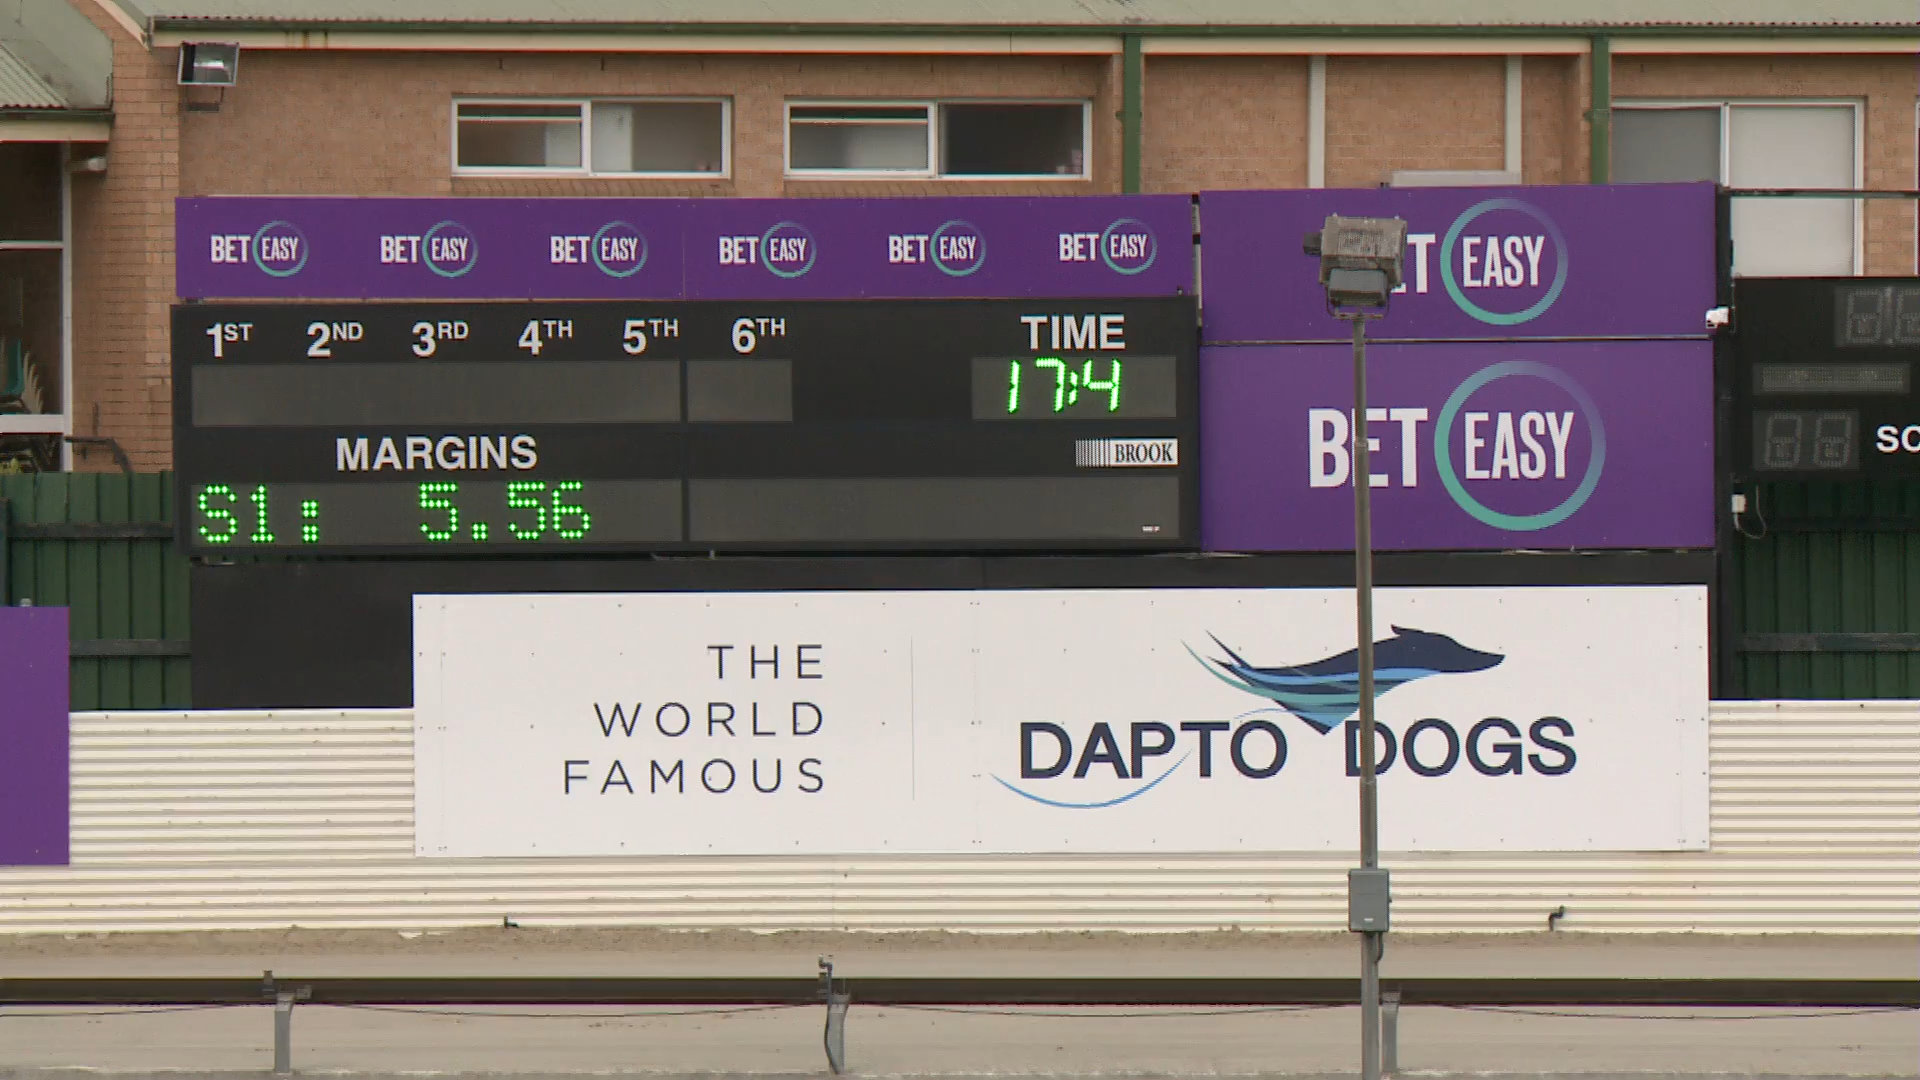 BET EASY BET EASY BET EASY BET EASY BET EASY BET EASY
EASY
1ST 2ND 3RD 4TH 5TH 6TH TIME
17:4
MARGINS BROOK
BET EASY
S1: 5.56
THE
WORLD
FAMOUS
DAPTO DOGS